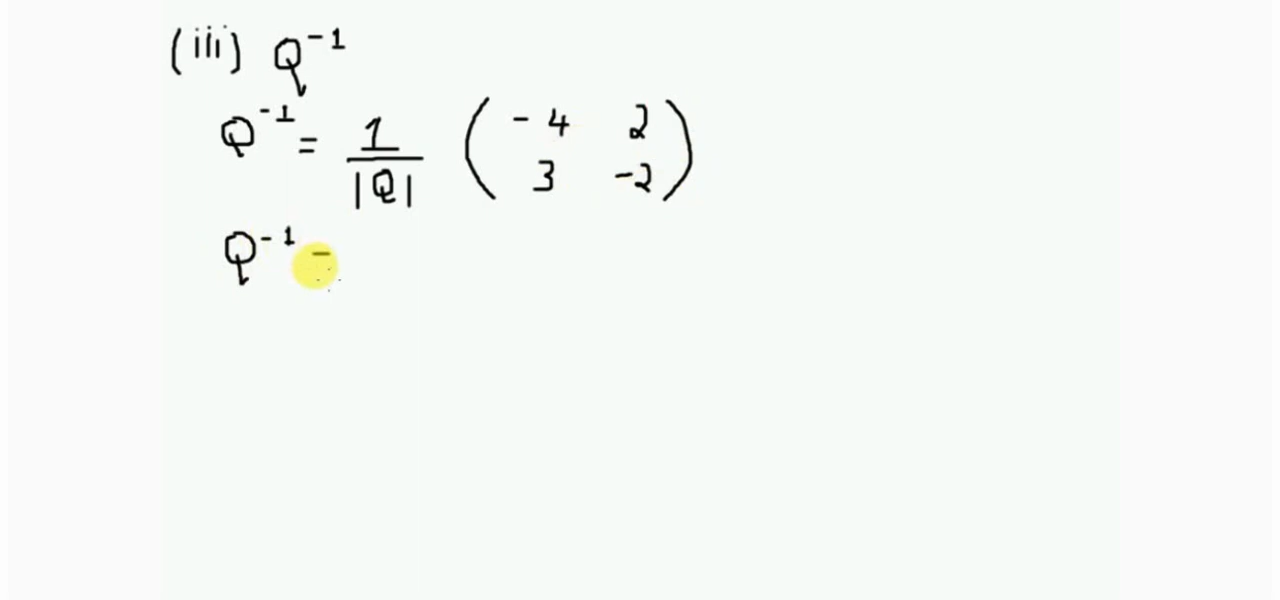 (iii) Q⁻¹
Q⁻¹ = 1/|Q| ( -4 2
3 -2 )
Q⁻¹ -